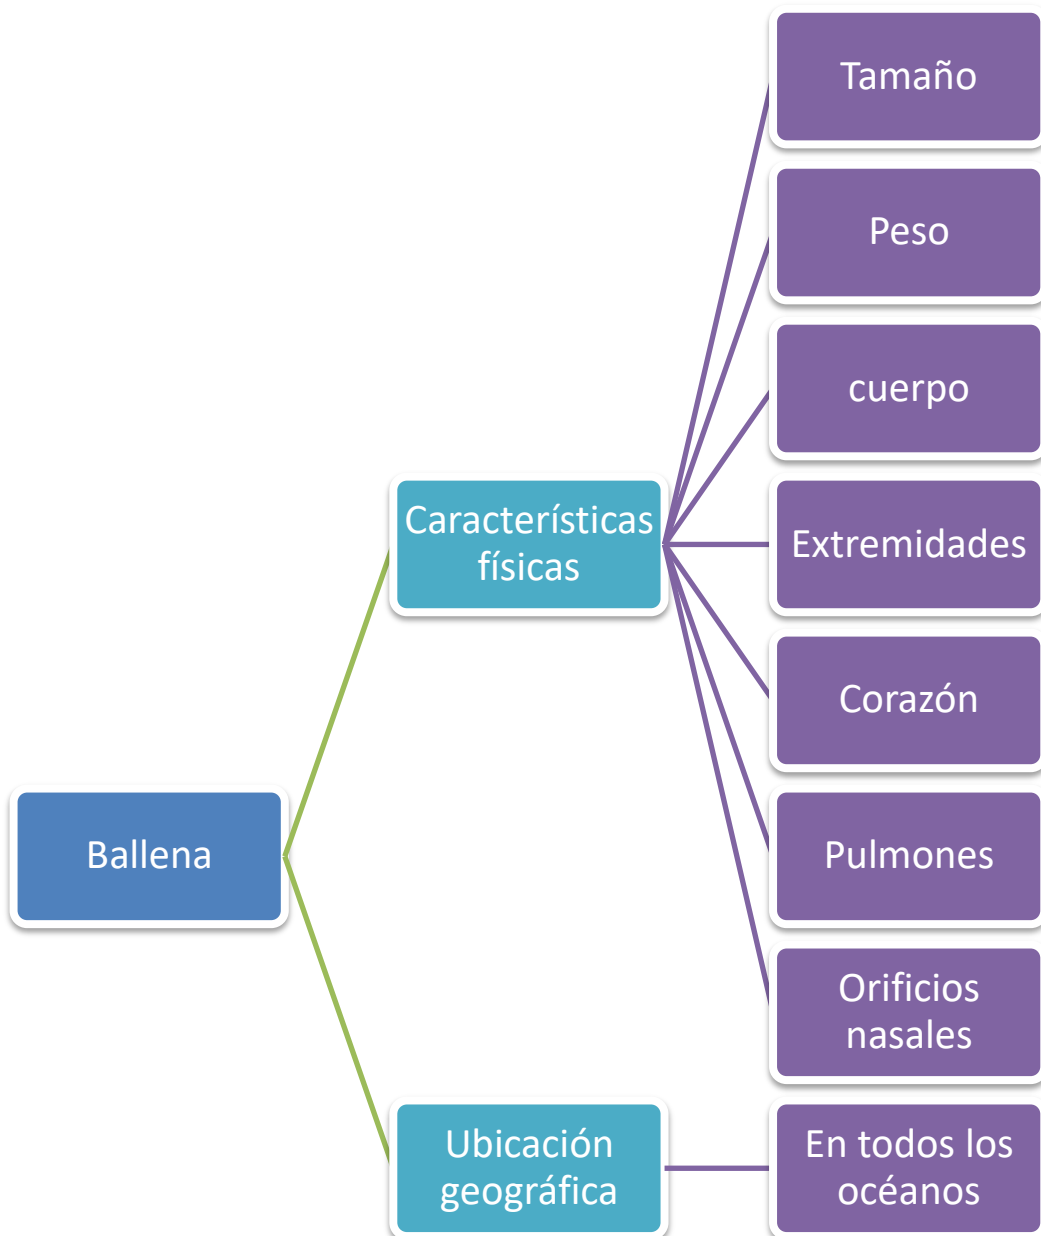 Tamaño
Peso
cuerpo
Extremidades
Características
físicas
Corazón
Ballena
Pulmones
Orificios
nasales
Ubicación
geográfica
En todos los
océanos